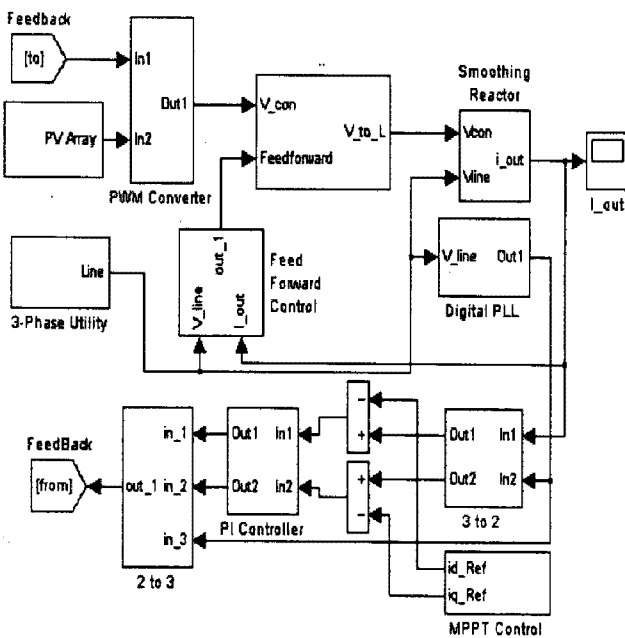 Feedback
[to]
In1
Out1
In2
PV Array
PWM Converter
V_con
V_to_L
Feedforward
Smoothing
Reactor
Vcon
i_out
Vline
I_out
out_1
V_line
I_out
Feed
Forward
Control
Line
3-Phase Utility
V_line
Out1
Digital PLL
FeedBack
[from]
in_1
out_1
in_2
in_3
2 to 3
Out1
In1
Out2
In2
PI Controller
−
+
+
−
Out1
In1
Out2
In2
3 to 2
id_Ref
iq_Ref
MPPT Control